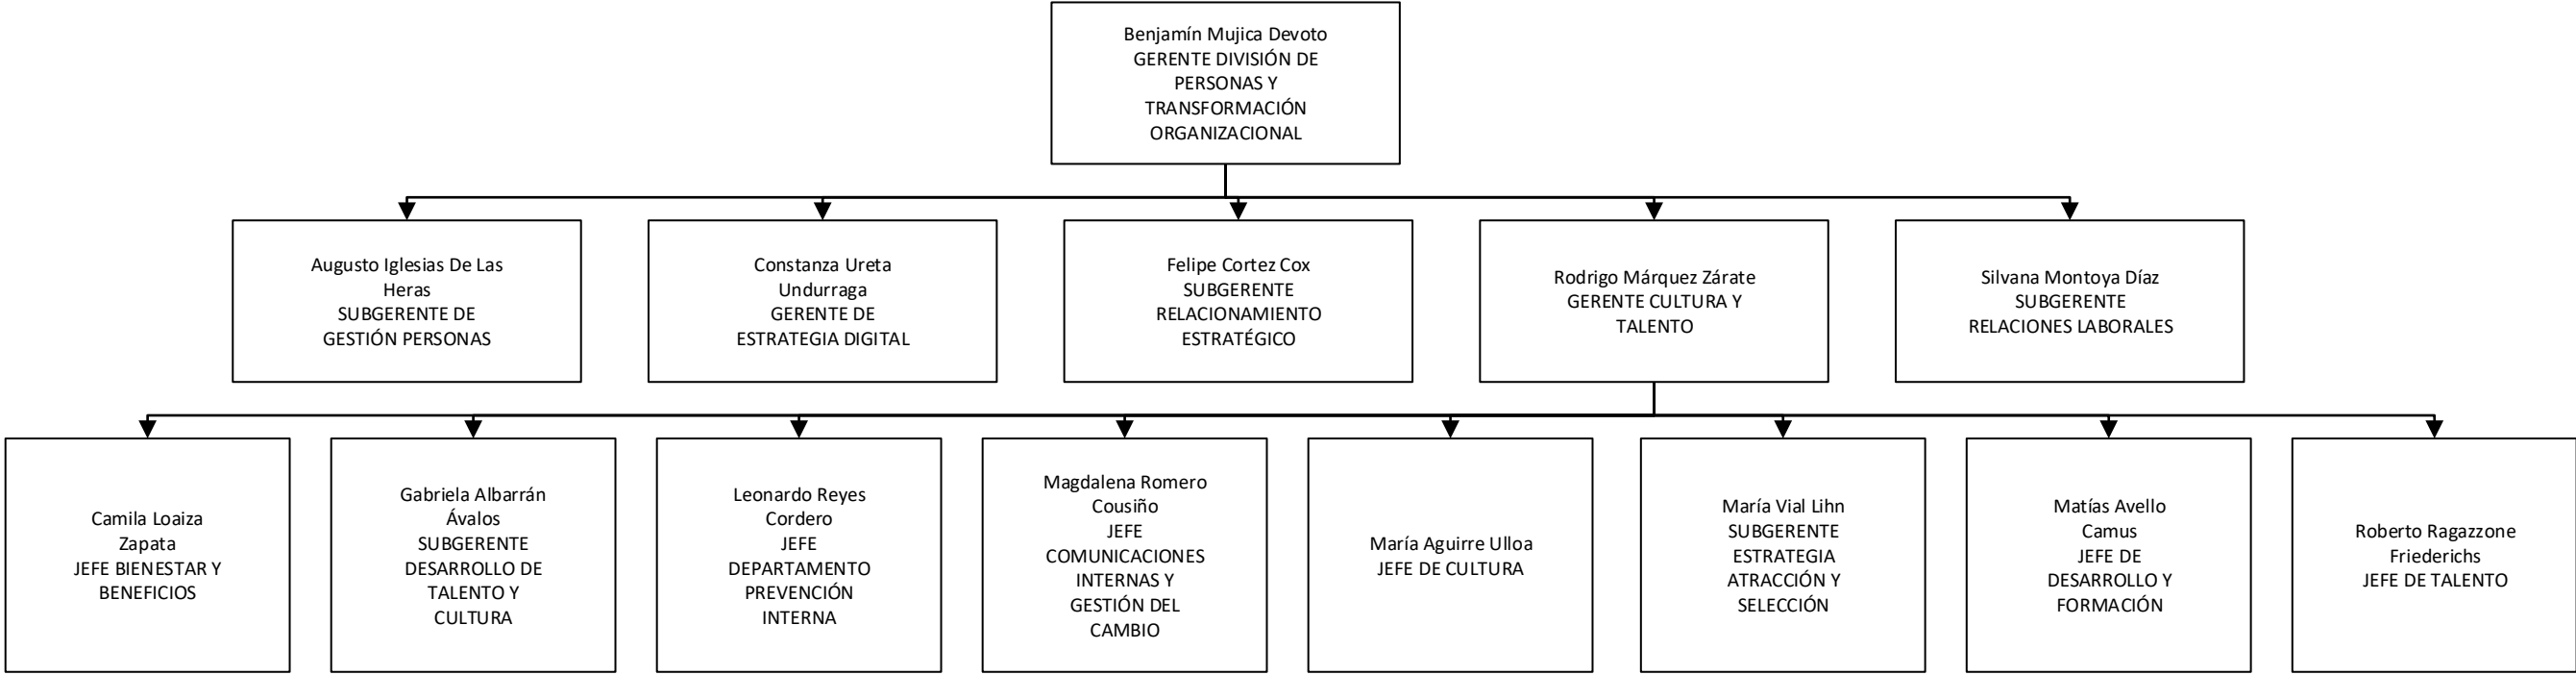 Benjamín Mujica Devoto
GERENTE DIVISIÓN DE
PERSONAS Y
TRANSFORMACIÓN
ORGANIZACIONAL
Augusto Iglesias De Las
Heras
SUBGERENTE DE
GESTIÓN PERSONAS
Constanza Ureta
Undurraga
GERENTE DE
ESTRATEGIA DIGITAL
Felipe Cortez Cox
SUBGERENTE
RELACIONAMIENTO
ESTRATÉGICO
Rodrigo Márquez Zárate
GERENTE CULTURA Y
TALENTO
Silvana Montoya Díaz
SUBGERENTE
RELACIONES LABORALES
Camila Loaiza
Zapata
JEFE BIENESTAR Y
BENEFICIOS
Gabriela Albarrán
Ávalos
SUBGERENTE
DESARROLLO DE
TALENTO Y
CULTURA
Leonardo Reyes
Cordero
JEFE
DEPARTAMENTO
PREVENCIÓN
INTERNA
Magdalena Romero
Cousiño
JEFE
COMUNICACIONES
INTERNAS Y
GESTIÓN DEL
CAMBIO
María Aguirre Ulloa
JEFE DE CULTURA
María Vial Lihn
SUBGERENTE
ESTRATEGIA
ATRACCIÓN Y
SELECCIÓN
Matías Avello
Camus
JEFE DE
DESARROLLO Y
FORMACIÓN
Roberto Ragazzone
Friederichs
JEFE DE TALENTO